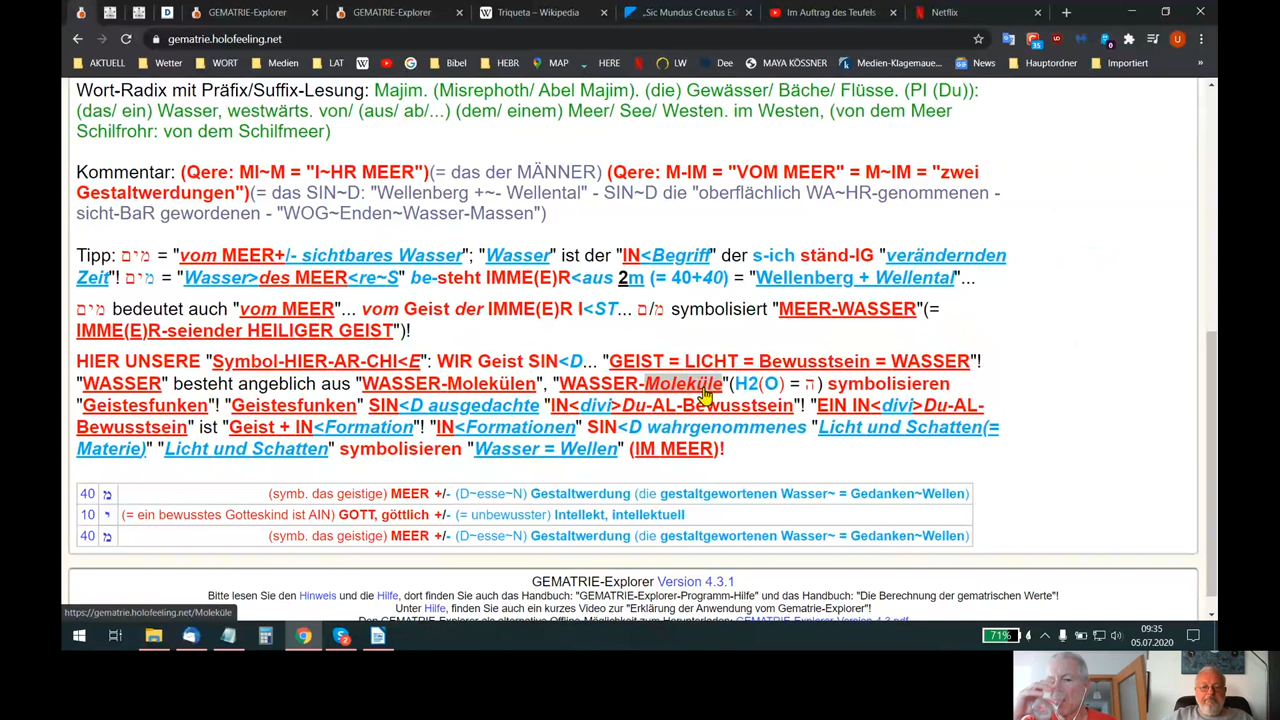 GEMATRIE-Explorer
GEMATRIE-Explorer
Triqueta – Wikipedia
„Sic Mundus Creatus Es
Im Auftrag des Teufels
Netflix
gematrie.holofeeling.net
AKTUELL
Wetter
WORT
Medien
LAT
Bibel
HEBR
MAP
HERE
LW
Dee
MAYA KÖSSNER
Medien-Klagemaue...
News
Hauptordner
Importiert
Wort-Radix mit Präfix/Suffix-Lesung: Majim. (Misrephoth/ Abel Majim). (die) Gewässer/ Bäche/ Flüsse. (Pl (Du)):
(das/ ein) Wasser, westwärts. von/ (aus/ ab/...) (dem/ einem) Meer/ See/ Westen. im Westen, (von dem Meer
Schilfrohr: von dem Schilfmeer)
Kommentar: (Qere: MI~M = "I~HR MEER")(= das der MÄNNER) (Qere: M-IM = "VOM MEER" = M~IM = "zwei
Gestaltwerdungen")(= das SIN~D: "Wellenberg +~- Wellental" - SIN~D die "oberflächlich WA~HR-genommenen -
sicht-BaR gewordenen - "WOG~Enden~Wasser-Massen")
Tipp: מים = "vom MEER+/- sichtbares Wasser"; "Wasser" ist der "IN<Begriff" der s-ich ständ-IG "verändernden
Zeit"! מים = "Wasser>des MEER<re~S" be-steht IMME(E)R<aus 2m (= 40+40) = "Wellenberg + Wellental"...
מים bedeutet auch "vom MEER"... vom Geist der IMME(E)R I<ST... מ/ם symbolisiert "MEER-WASSER"(=
IMME(E)R-seiender HEILIGER GEIST")!
HIER UNSERE "Symbol-HIER-AR-CHI<E": WIR Geist SIN<D... "GEIST = LICHT = Bewusstsein = WASSER"!
"WASSER" besteht angeblich aus "WASSER-Molekülen", "WASSER-Moleküle"(H2(O) = ה) symbolisieren
"Geistesfunken"! "Geistesfunken" SIN<D ausgedachte "IN<divi>Du-AL-Bewusstsein"! "EIN IN<divi>Du-AL-
Bewusstsein" ist "Geist + IN<Formation"! "IN<Formationen" SIN<D wahrgenommenes "Licht und Schatten(=
Materie)" "Licht und Schatten" symbolisieren "Wasser = Wellen" (IM MEER)!
40 מ (symb. das geistige) MEER +/- (D~esse~N) Gestaltwerdung (die gestaltgewortenen Wasser~ = Gedanken~Wellen)
10 י (= ein bewusstes Gotteskind ist AIN) GOTT, göttlich +/- (= unbewusster) Intellekt, intellektuell
40 מ (symb. das geistige) MEER +/- (D~esse~N) Gestaltwerdung (die gestaltgewortenen Wasser~ = Gedanken~Wellen)
GEMATRIE-Explorer Version 4.3.1
Bitte lesen Sie den Hinweis und die Hilfe, dort finden Sie auch das Handbuch: "GEMATRIE-Explorer-Programm-Hilfe" und das Handbuch: "Die Berechnung der gematrischen Werte"!
Unter Hilfe, finden Sie auch ein kurzes Video zur "Erklärung der Anwendung vom Gematrie-Explorer"!
https://gematrie.holofeeling.net/Moleküle
71%
09:35
05.07.2020